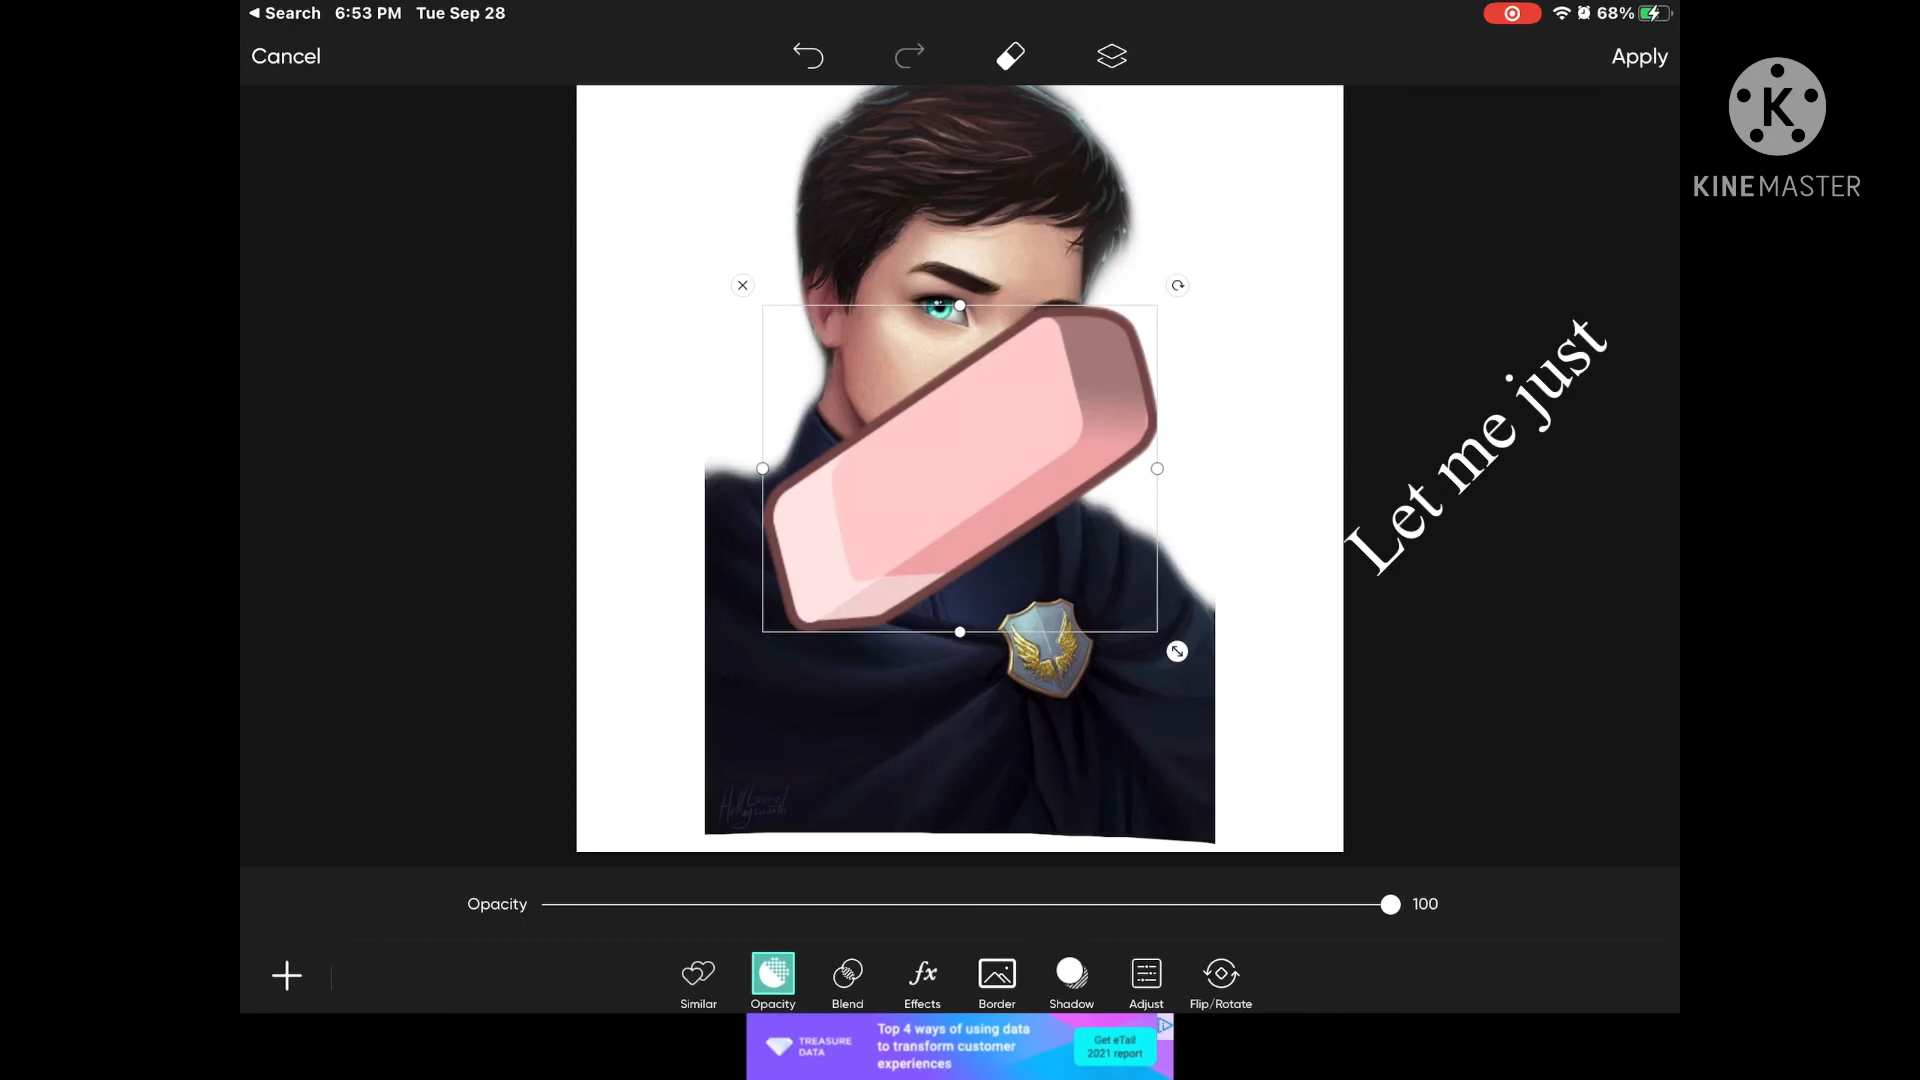 Search 6:53 PM Tue Sep 28
68%
Cancel
Apply
K
KINEMASTER
Let me just
Opacity
100
Similar
Opacity
Blend
fx
Effects
Border
Shadow
Adjust
Flip/Rotate
TREASURE
DATA
Top 4 ways of using data
to transform customer
experiences
Get eTail
2021 report